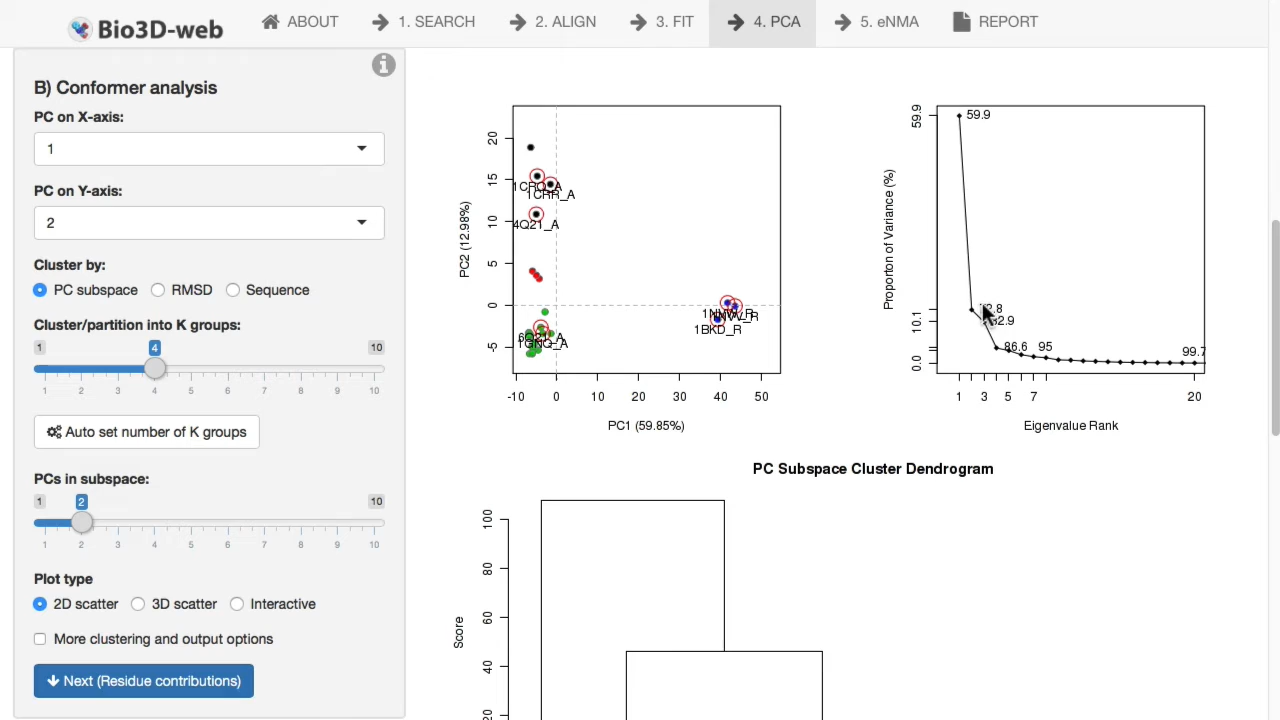 Bio3D-web
ABOUT
1. SEARCH
2. ALIGN
3. FIT
4. PCA
5. eNMA
REPORT
B) Conformer analysis
PC on X-axis:
1
PC on Y-axis:
2
Cluster by:
PC subspace RMSD Sequence
Cluster/partition into K groups:
1 4 10
1 2 3 4 5 6 7 8 9 10
Auto set number of K groups
PCs in subspace:
1 2 10
1 2 3 4 5 6 7 8 9 10
Plot type
2D scatter 3D scatter Interactive
More clustering and output options
Next (Residue contributions)
PC2 (12.98%)
20
15
10
5
0
-5
1CRR_A
4Q21_A
1GNQ_A
1BKD_R
-10 0 10 20 30 40 50
PC1 (59.85%)
Proporton of Variance (%)
59.9
10.1
0.0
59.9
86.6
95
99.7
1 3 5 7 20
Eigenvalue Rank
PC Subspace Cluster Dendrogram
Score
100
80
60
40
20